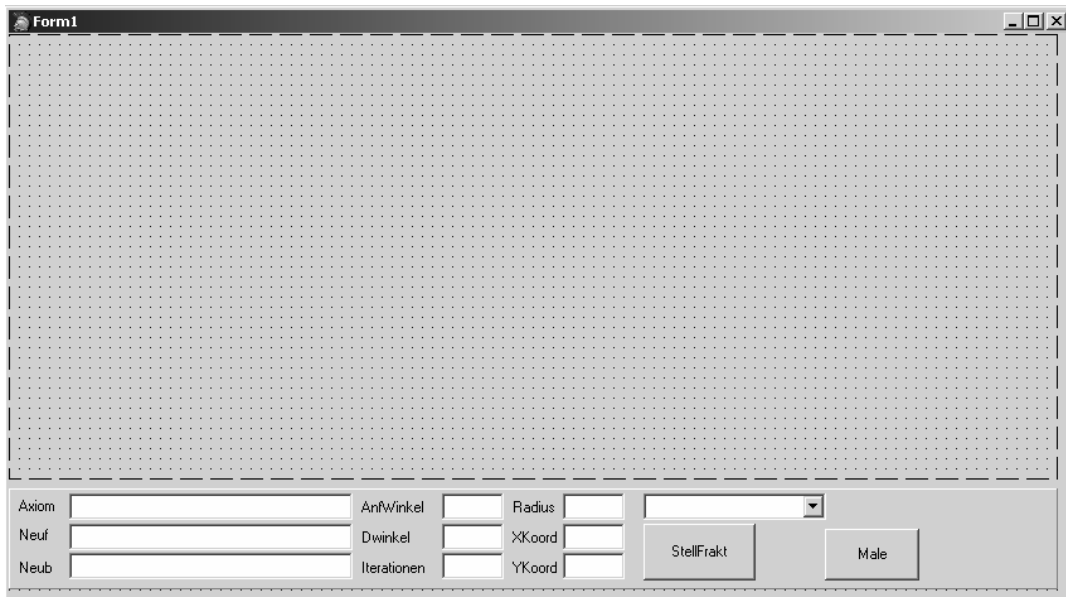 Form1
Axiom AnfWinkel Radius
Neuf Dwinkel XKoord
StellFrakt Male
Neub Iterationen YKoord